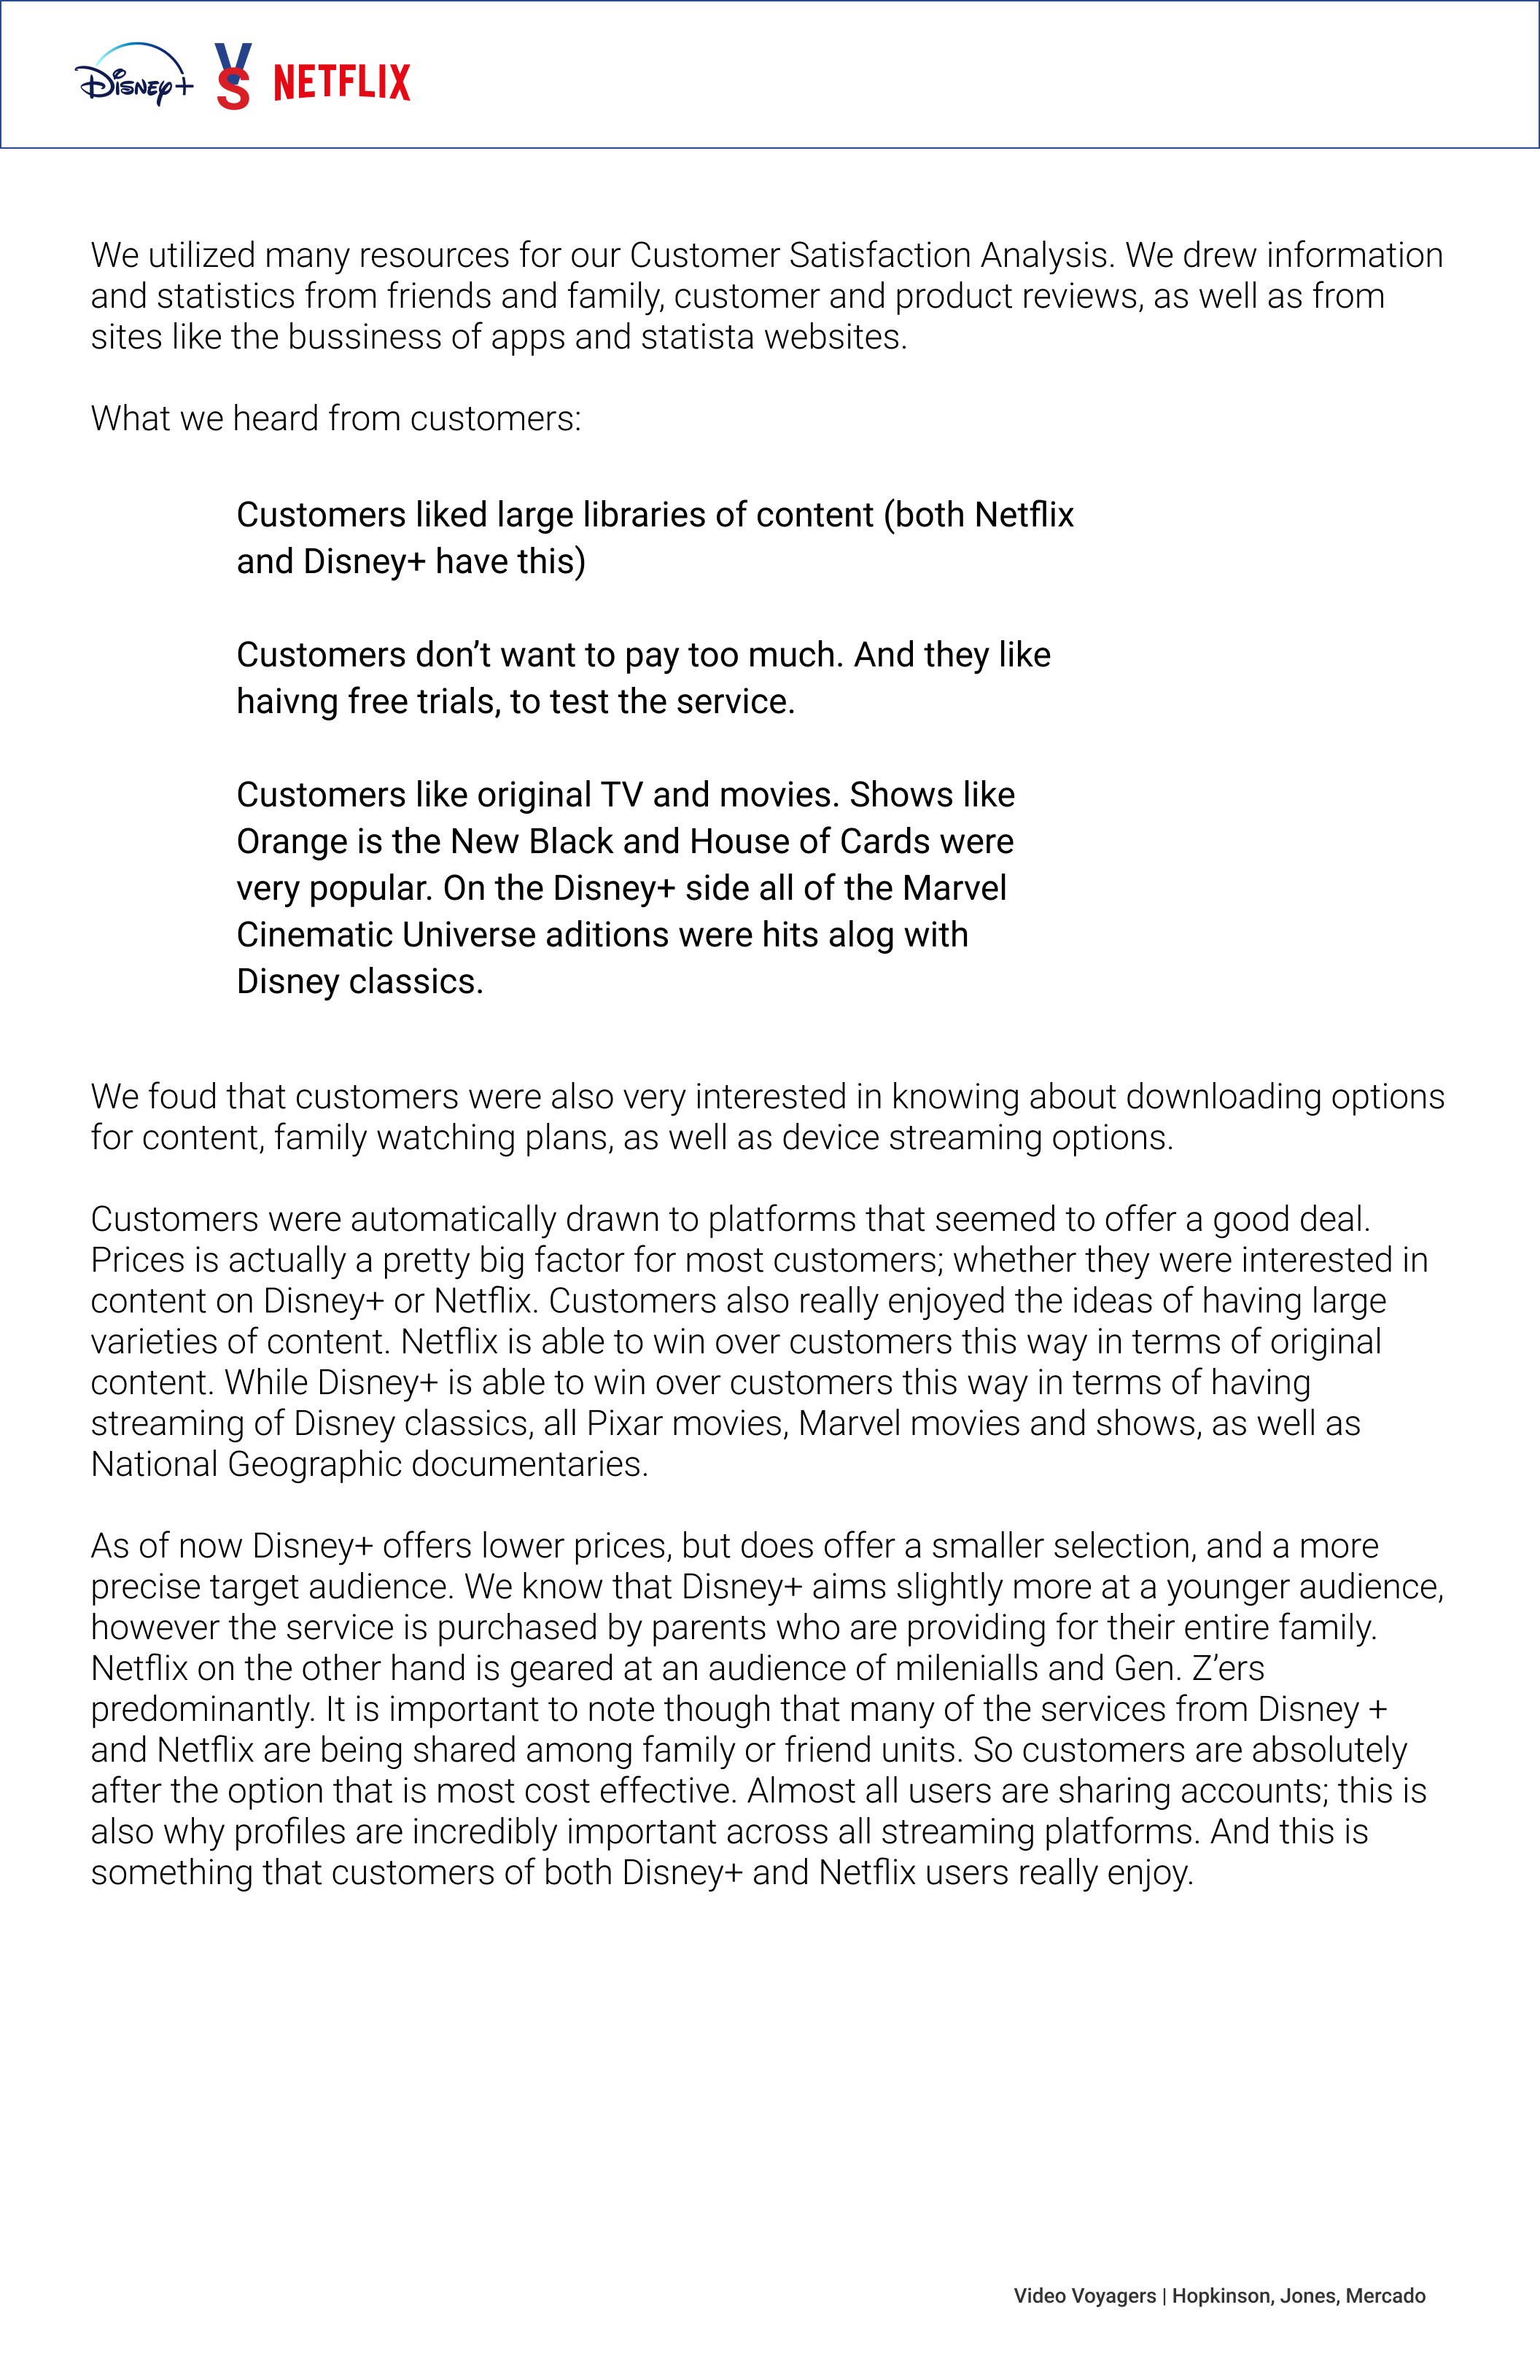 Disney+ VS NETFLIX
We utilized many resources for our Customer Satisfaction Analysis. We drew information
and statistics from friends and family, customer and product reviews, as well as from
sites like the bussiness of apps and statista websites.
What we heard from customers:
Customers liked large libraries of content (both Netflix
and Disney+ have this)
Customers don’t want to pay too much. And they like
haivng free trials, to test the service.
Customers like original TV and movies. Shows like
Orange is the New Black and House of Cards were
very popular. On the Disney+ side all of the Marvel
Cinematic Universe aditions were hits alog with
Disney classics.
We foud that customers were also very interested in knowing about downloading options
for content, family watching plans, as well as device streaming options.
Customers were automatically drawn to platforms that seemed to offer a good deal.
Prices is actually a pretty big factor for most customers; whether they were interested in
content on Disney+ or Netflix. Customers also really enjoyed the ideas of having large
varieties of content. Netflix is able to win over customers this way in terms of original
content. While Disney+ is able to win over customers this way in terms of having
streaming of Disney classics, all Pixar movies, Marvel movies and shows, as well as
National Geographic documentaries.
As of now Disney+ offers lower prices, but does offer a smaller selection, and a more
precise target audience. We know that Disney+ aims slightly more at a younger audience,
however the service is purchased by parents who are providing for their entire family.
Netflix on the other hand is geared at an audience of milenialls and Gen. Z’ers
predominantly. It is important to note though that many of the services from Disney +
and Netflix are being shared among family or friend units. So customers are absolutely
after the option that is most cost effective. Almost all users are sharing accounts; this is
also why profiles are incredibly important across all streaming platforms. And this is
something that customers of both Disney+ and Netflix users really enjoy.
Video Voyagers | Hopkinson, Jones, Mercado